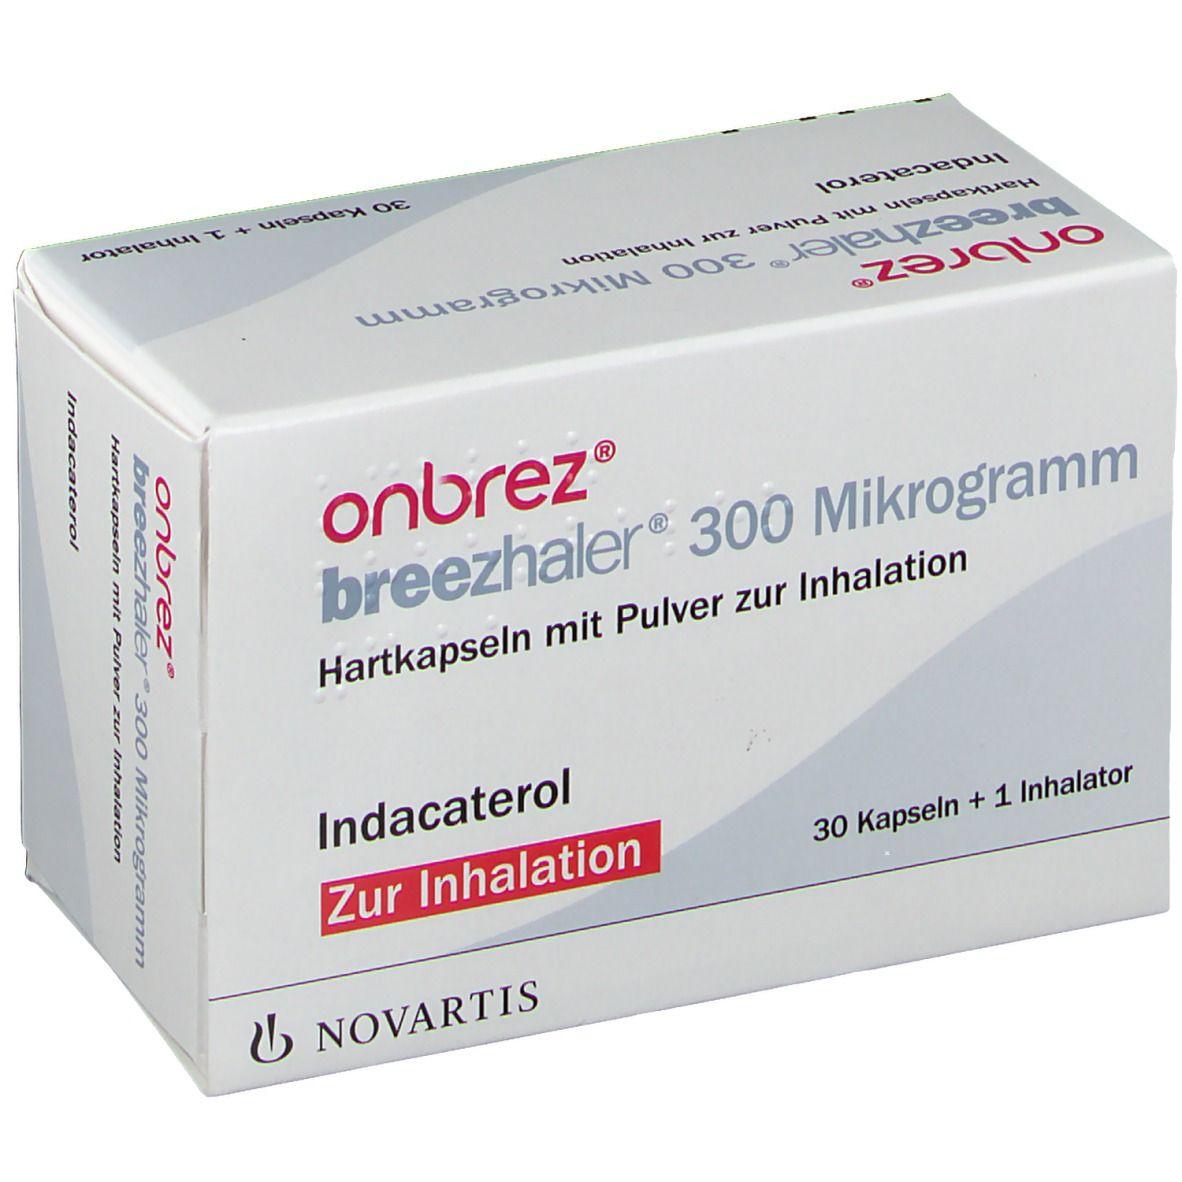 30 Kapseln + 1 Inhalator
onbrez®
breezhaler® 300 Mikrogramm
Hartkapseln mit Pulver zur Inhalation
Indacaterol
onbrez®
breezhaler® 300 Mikrogramm
Hartkapseln mit Pulver zur Inhalation
Indacaterol
onbrez®
breezhaler® 300 Mikrogramm
Hartkapseln mit Pulver zur Inhalation
Indacaterol
Zur Inhalation
30 Kapseln + 1 Inhalator
NOVARTIS